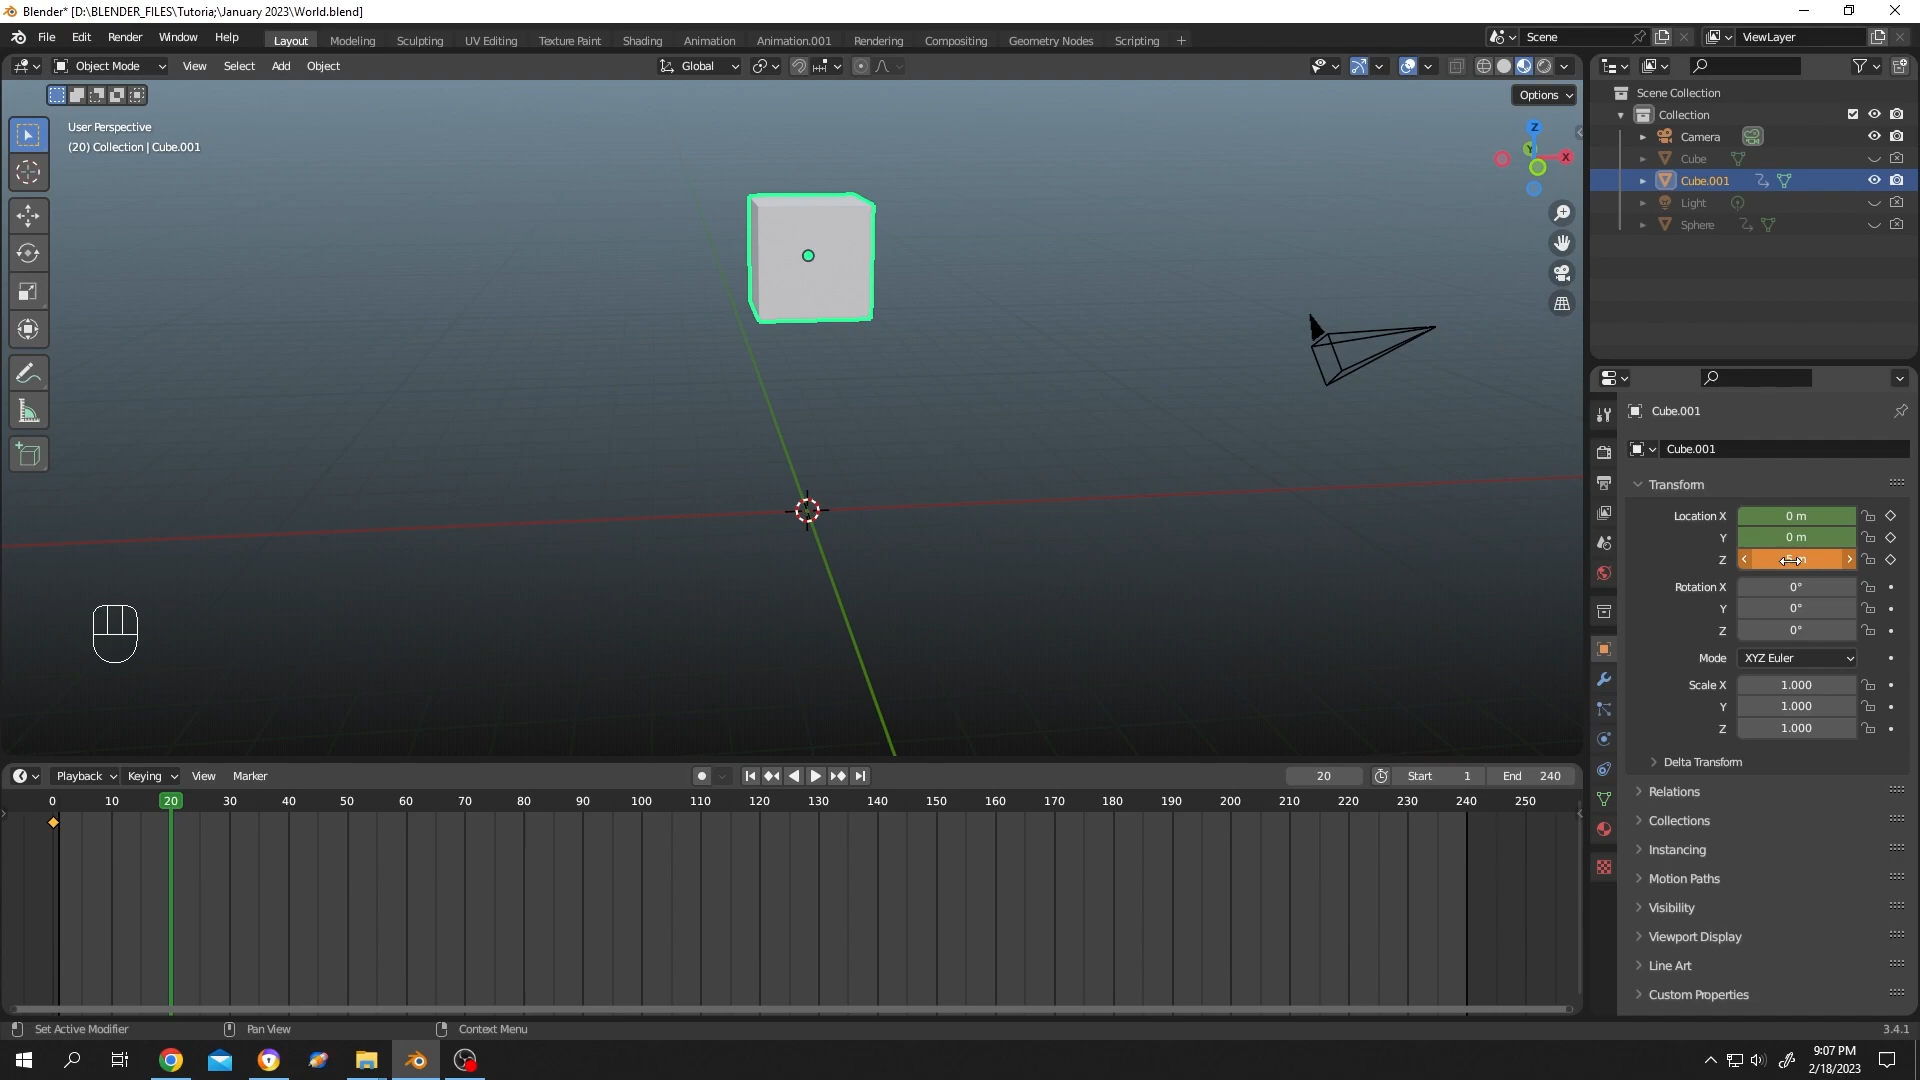 Blender* [D:\BLENDER_FILES\Tutoria;\January 2023\World.blend]
File Edit Render Window Help Layout Modeling Sculpting UV Editing Texture Paint Shading Animation Animation.001 Rendering Compositing Geometry Nodes Scripting + Scene ViewLayer
Object Mode View Select Add Object Global
Options
User Perspective
(20) Collection | Cube.001
Z
Y
X
Scene Collection
Collection
Camera
Cube
Cube.001
Light
Sphere
Cube.001
Cube.001
Transform
Location X 0 m
Y 0 m
Z
Rotation X 0°
Y 0°
Z 0°
Mode XYZ Euler
Scale X 1.000
Y 1.000
Z 1.000
Delta Transform
Relations
Collections
Instancing
Motion Paths
Visibility
Viewport Display
Line Art
Custom Properties
Playback Keying View Marker 20 Start 1 End 240
0 10 20 30 40 50 60 70 80 90 100 110 120 130 140 150 160 170 180 190 200 210 220 230 240 250
Set Active Modifier Pan View Context Menu 3.4.1
9:07 PM
2/18/2023